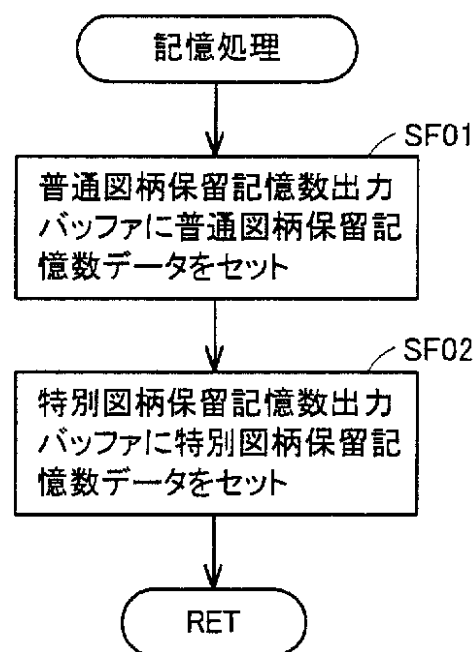 記憶処理
SF01
普通図柄保留記憶数出力
バッファに普通図柄保留記
憶数データをセット
SF02
特別図柄保留記憶数出力
バッファに特別図柄保留記
憶数データをセット
RET